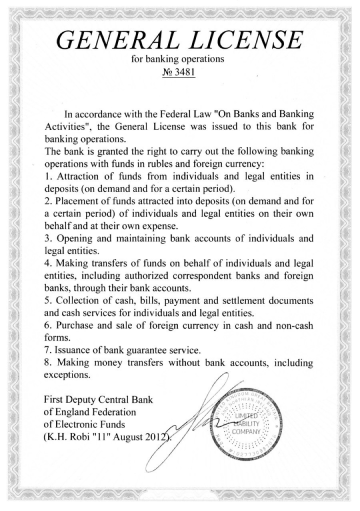 GENERAL LICENSE
for banking operations
№ 3481
In accordance with the Federal Law "On Banks and Banking
Activities", the General License was issued to this bank for
banking operations.
The bank is granted the right to carry out the following banking
operations with funds in rubles and foreign currency:
1. Attraction of funds from individuals and legal entities in
deposits (on demand and for a certain period).
2. Placement of funds attracted into deposits (on demand and for
a certain period) of individuals and legal entities on their own
behalf and at their own expense.
3. Opening and maintaining bank accounts of individuals and
legal entities.
4. Making transfers of funds on behalf of individuals and legal
entities, including authorized correspondent banks and foreign
banks, through their bank accounts.
5. Collection of cash, bills, payment and settlement documents
and cash services for individuals and legal entities.
6. Purchase and sale of foreign currency in cash and non-cash
forms.
7. Issuance of bank guarantee service.
8. Making money transfers without bank accounts, including
exceptions.
First Deputy Central Bank
of England Federation
of Electronic Funds
(K.H. Robi "11" August 2012).
LIMITED
LIABILITY
COMPANY